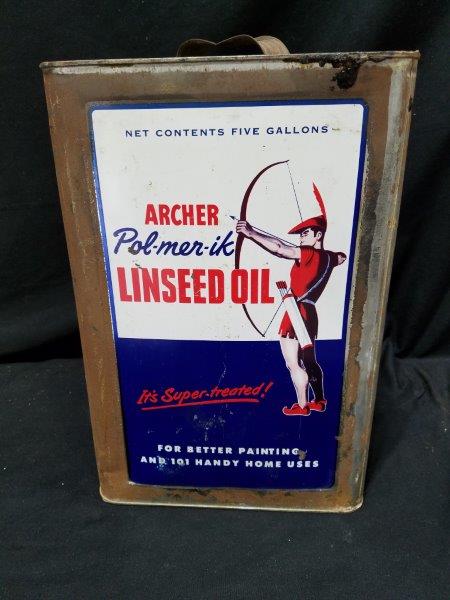 NET CONTENTS FIVE GALLONS
ARCHER
Pol-mer-ik
LINSEED OIL
It's Super-treated!
FOR BETTER PAINTING
AND 101 HANDY HOME USES